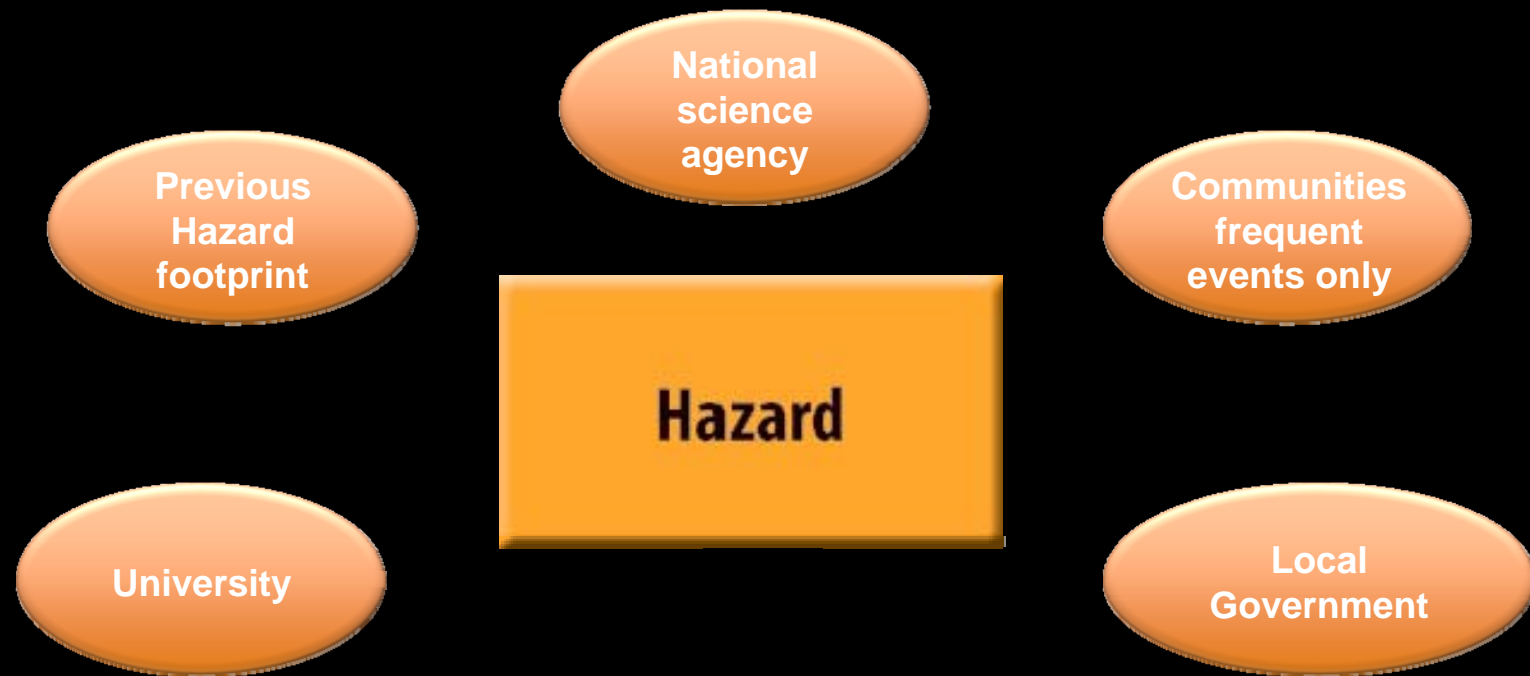 National
science
agency
Previous
Hazard
footprint
Communities
frequent
events only
Hazard
University
Local
Government